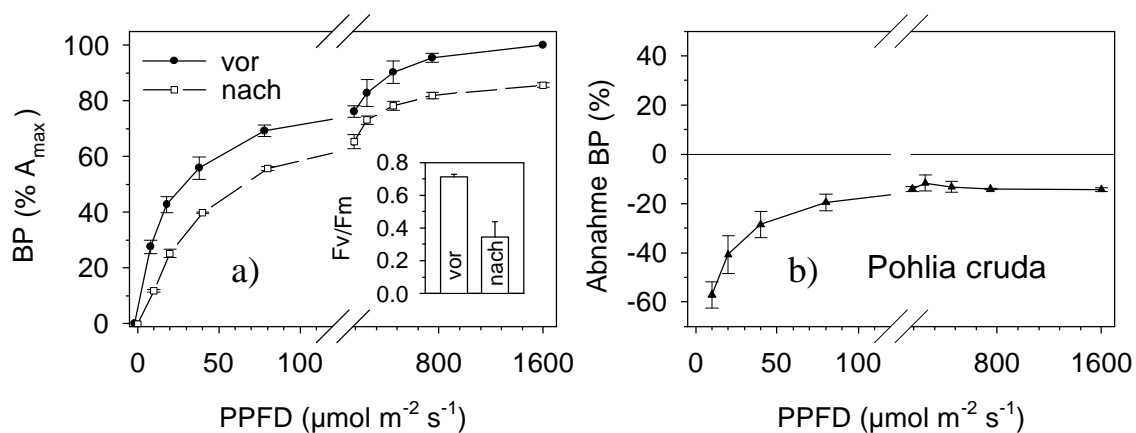 100
80
60
40
20
0
BP (% Amax)
vor
nach
a)
0.8
0.6
0.4
0.2
0.0
Fv/Fm
vor
nach
0 50 100 800 1600
PPFD (µmol m-2 s-1)
40
20
0
-20
-40
-60
Abnahme BP (%)
b) Pohlia cruda
0 50 100 800 1600
PPFD (µmol m-2 s-1)